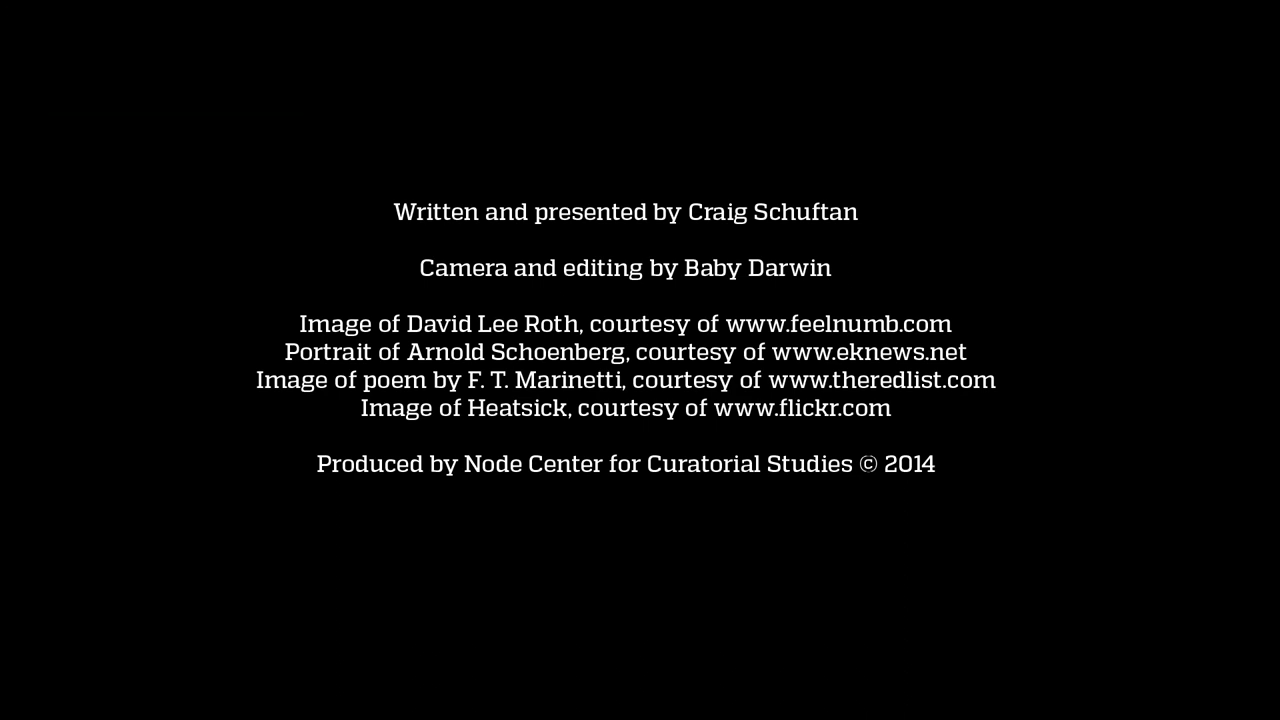 Written and presented by Craig Schuftan
Camera and editing by Baby Darwin
Image of David Lee Roth, courtesy of www.feelnumb.com
Portrait of Arnold Schoenberg, courtesy of www.eknews.net
Image of poem by F. T. Marinetti, courtesy of www.theredlist.com
Image of Heatsick, courtesy of www.flickr.com
Produced by Node Center for Curatorial Studies © 2014